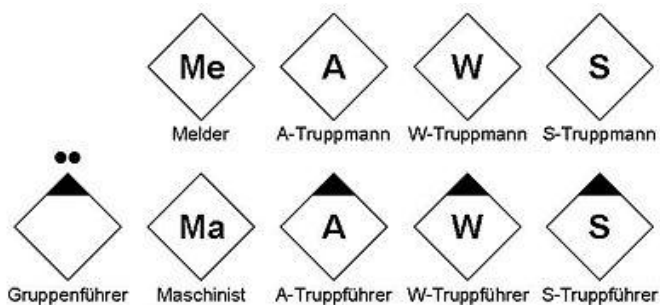 Me A W S
Melder A-Truppmann W-Truppmann S-Truppmann
Ma A W S
Gruppenführer Maschinist A-Truppführer W-Truppführer S-Truppführer